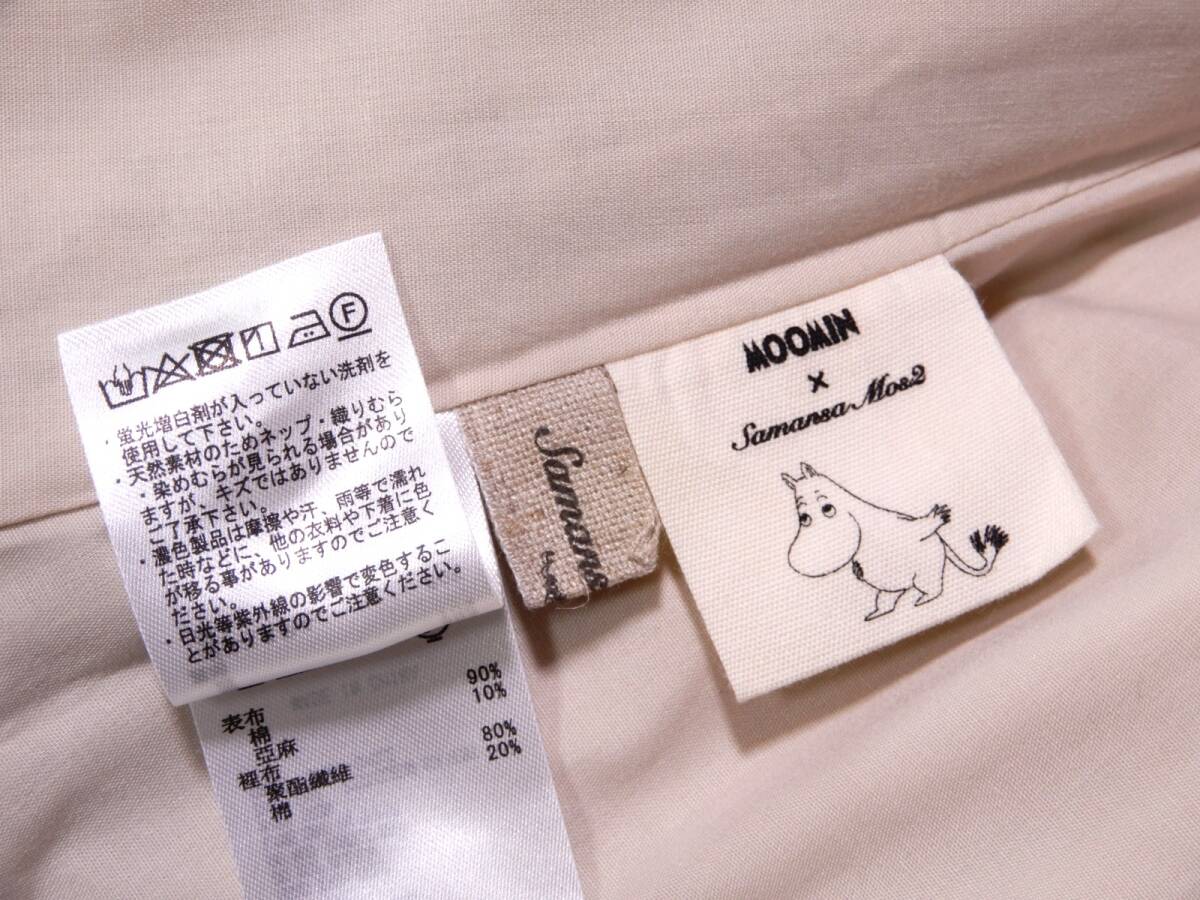 F
・蛍光増白剤が入っていない洗剤を
使用して下さい。
・天然素材のためネップ・織りむら
・染めむらが見られる場合があり
ますが、キズではありませんので
ご了承下さい。
・濃色製品は摩擦や汗、雨等で濡れ
た時などに、他の衣料や下着に色
が移る事がありますのでご注意く
ださい。
・日光等紫外線の影響で変色するこ
とがありますのでご注意ください。
表布
棉 90%
亞麻 10%
裡布
聚酯纖維 80%
棉 20%
Samans
MOOMIN
×
Samansa Mos2